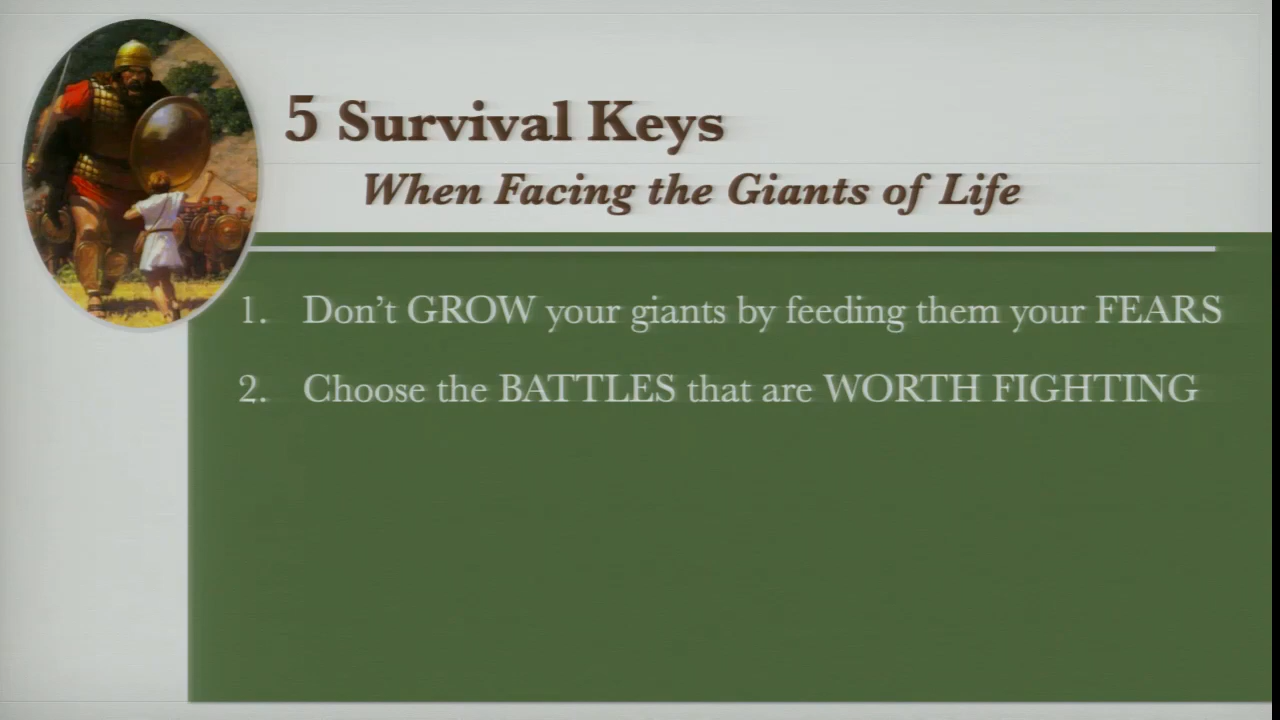 5 Survival Keys
When Facing the Giants of Life
1. Don't GROW your giants by feeding them your FEARS
2. Choose the BATTLES that are WORTH FIGHTING